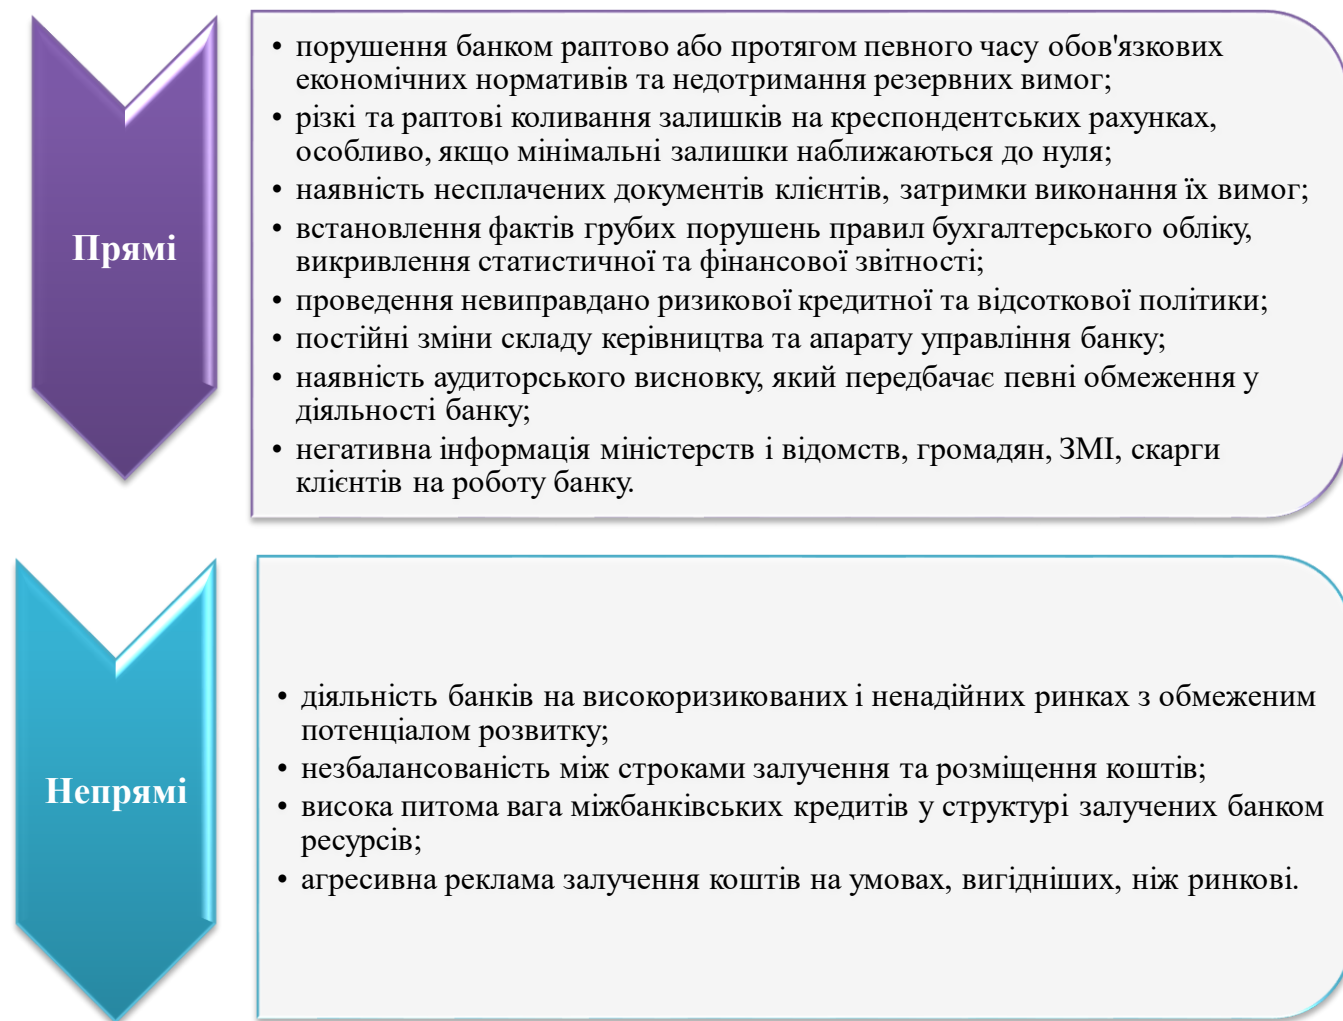 Прямі
• порушення банком раптово або протягом певного часу обов'язкових
економічних нормативів та недотримання резервних вимог;
• різкі та раптові коливання залишків на креспондентських рахунках,
особливо, якщо мінімальні залишки наближаються до нуля;
• наявність несплачених документів клієнтів, затримки виконання їх вимог;
• встановлення фактів грубих порушень правил бухгалтерського обліку,
викривлення статистичної та фінансової звітності;
• проведення невиправдано ризикової кредитної та відсоткової політики;
• постійні зміни складу керівництва та апарату управління банку;
• наявність аудиторського висновку, який передбачає певні обмеження у
діяльності банку;
• негативна інформація міністерств і відомств, громадян, ЗМІ, скарги
клієнтів на роботу банку.
Непрямі
• діяльність банків на високоризикованих і ненадійних ринках з обмеженим
потенціалом розвитку;
• незбалансованість між строками залучення та розміщення коштів;
• висока питома вага міжбанківських кредитів у структурі залучених банком
ресурсів;
• агресивна реклама залучення коштів на умовах, вигідніших, ніж ринкові.